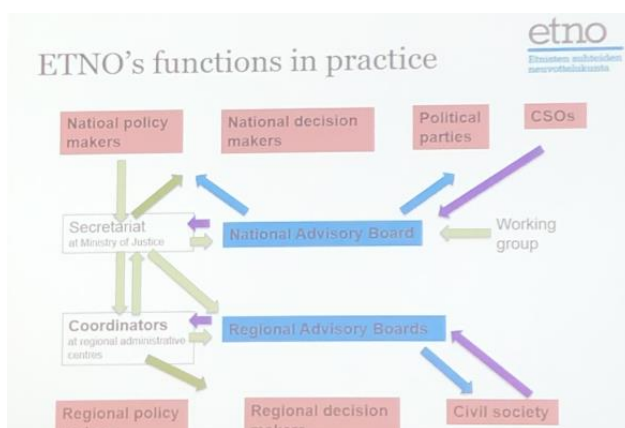 etno
Etnisten suhteiden
neuvottelukunta
ETNO's functions in practice
Natioal policy
makers
National decision
makers
Political
parties
CSOs
Secretariat
at Ministry of Justice
National Advisory Board
Working
group
Coordinators
at regional administrative
centres
Regional Advisory Boards
Regional policy
Regional decision
Civil society